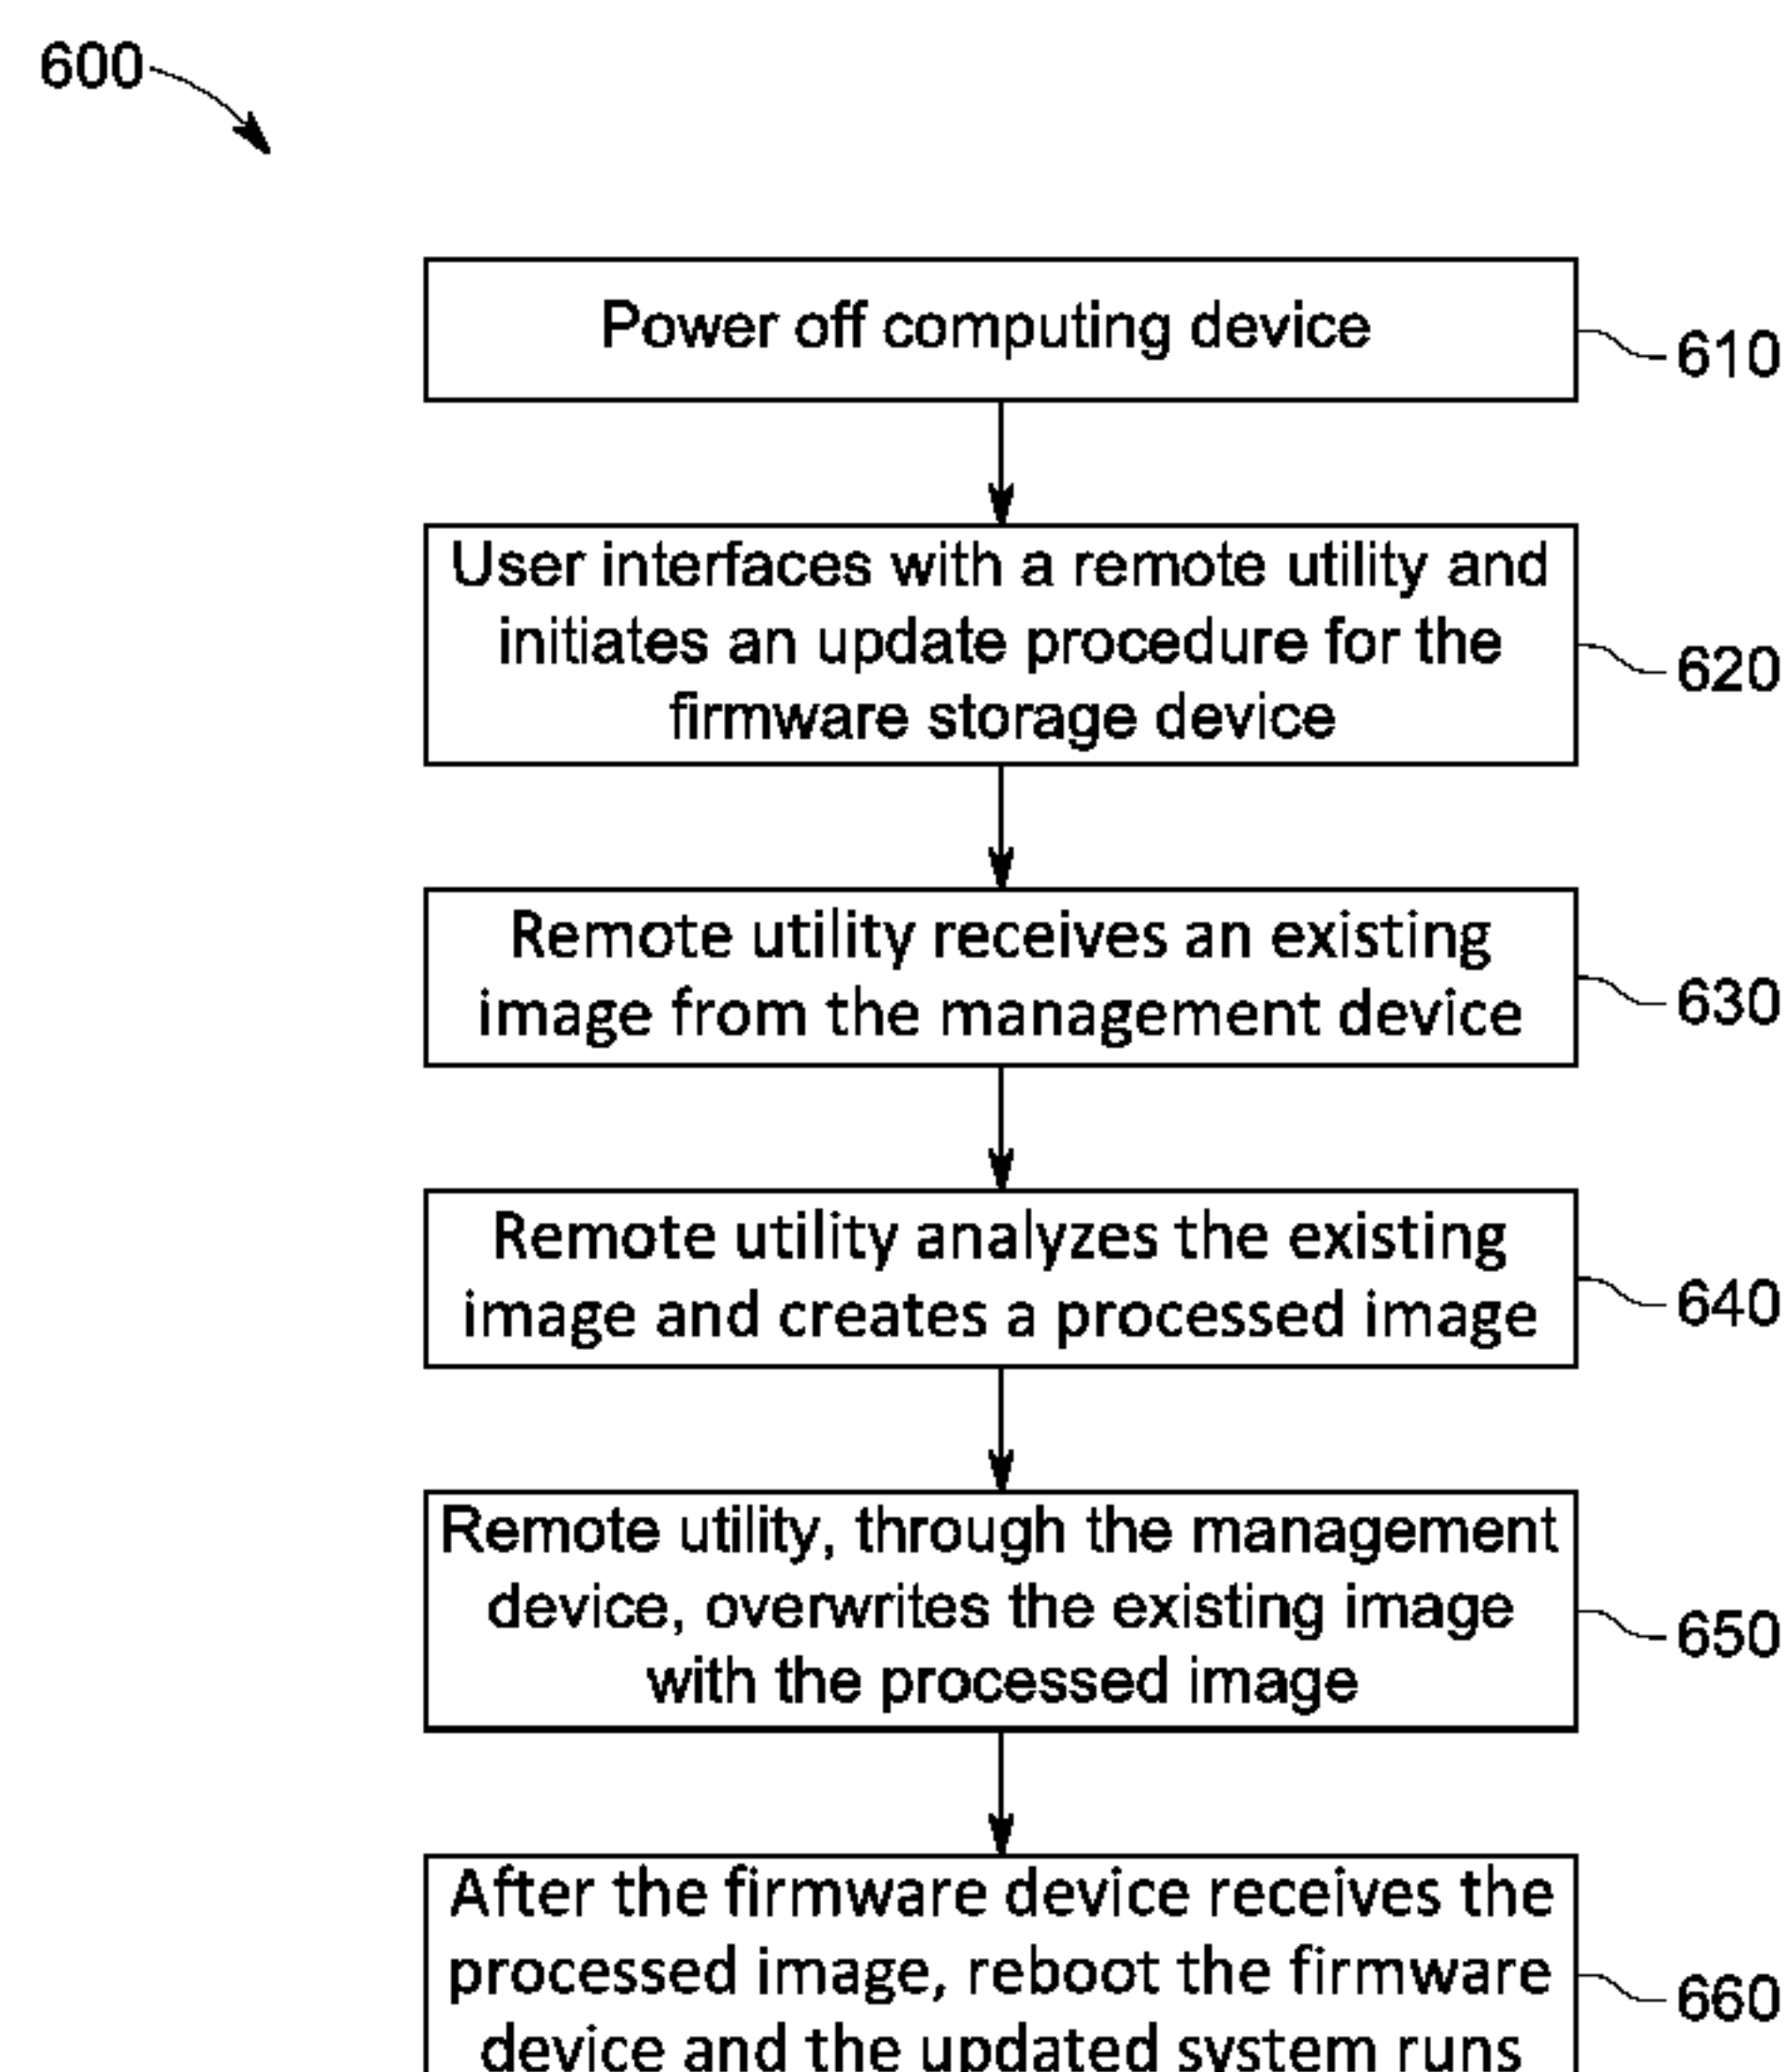 600
Power off computing device
610
User interfaces with a remote utility and
initiates an update procedure for the
firmware storage device
620
Remote utility receives an existing
image from the management device
630
Remote utility analyzes the existing
image and creates a processed image
640
Remote utility, through the management
device, overwrites the existing image
with the processed image
650
After the firmware device receives the
processed image, reboot the firmware
device and the updated system runs
660